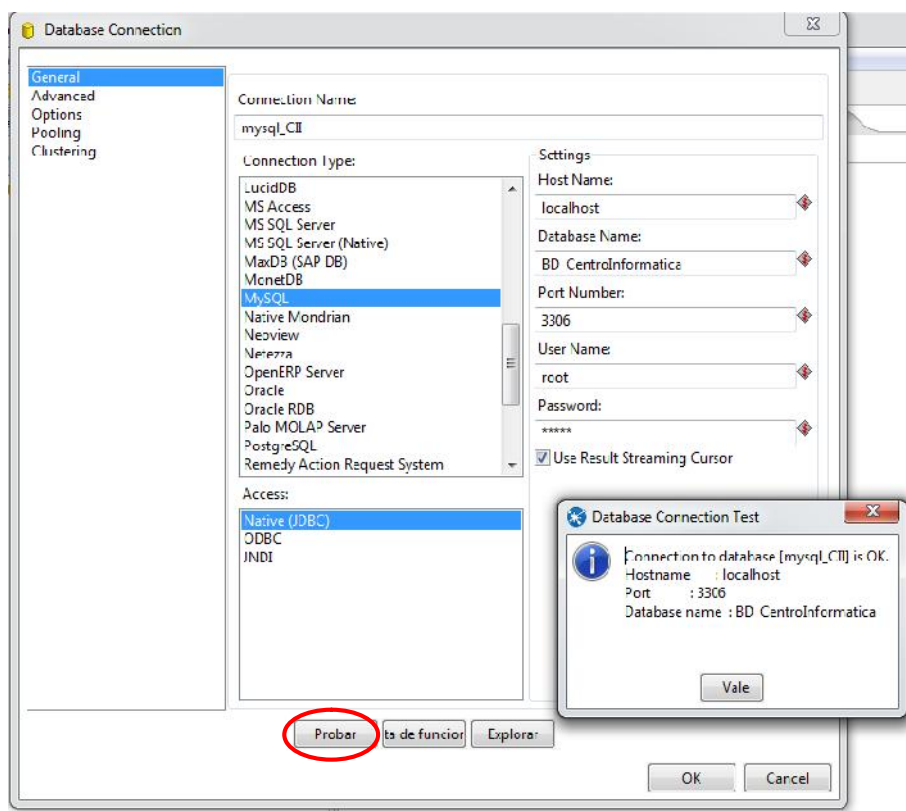 Database Connection
General
Advanced
Options
Pooling
Clustering
Connection Name:
mysql_CII
Connection Type:
LucidDB
MS Access
MS SQL Server
MS SQL Server (Native)
MaxDB (SAP DB)
MonetDB
MySQL
Native Mondrian
Neoview
Netezza
OpenERP Server
Oracle
Oracle RDB
Palo MOLAP Server
PostgreSQL
Remedy Action Request System
Access:
Native (JDBC)
ODBC
JNDI
Settings
Host Name:
localhost
Database Name:
BD_CentroInformatica
Port Number:
3306
User Name:
root
Password:
*****
Use Result Streaming Cursor
Database Connection Test
Connection to database [mysql_CII] is OK.
Hostname : localhost
Port : 3306
Database name : BD_CentroInformatica
Vale
Probar
ta de funcior
Explorar
OK
Cancel